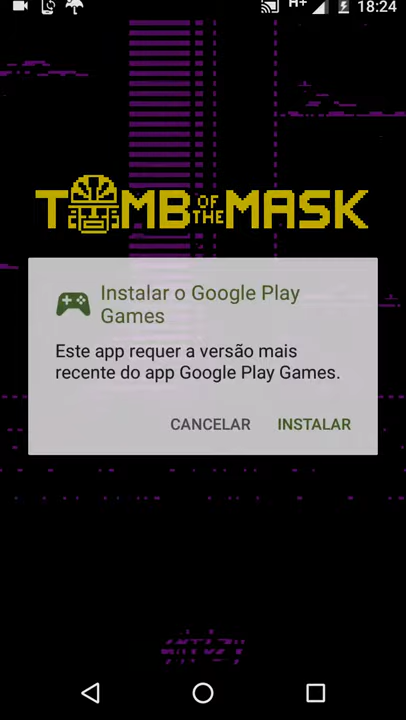 H+ 18:24
TOMB OF THE MASK
Instalar o Google Play
Games
Este app requer a versão mais
recente do app Google Play Games.
CANCELAR INSTALAR